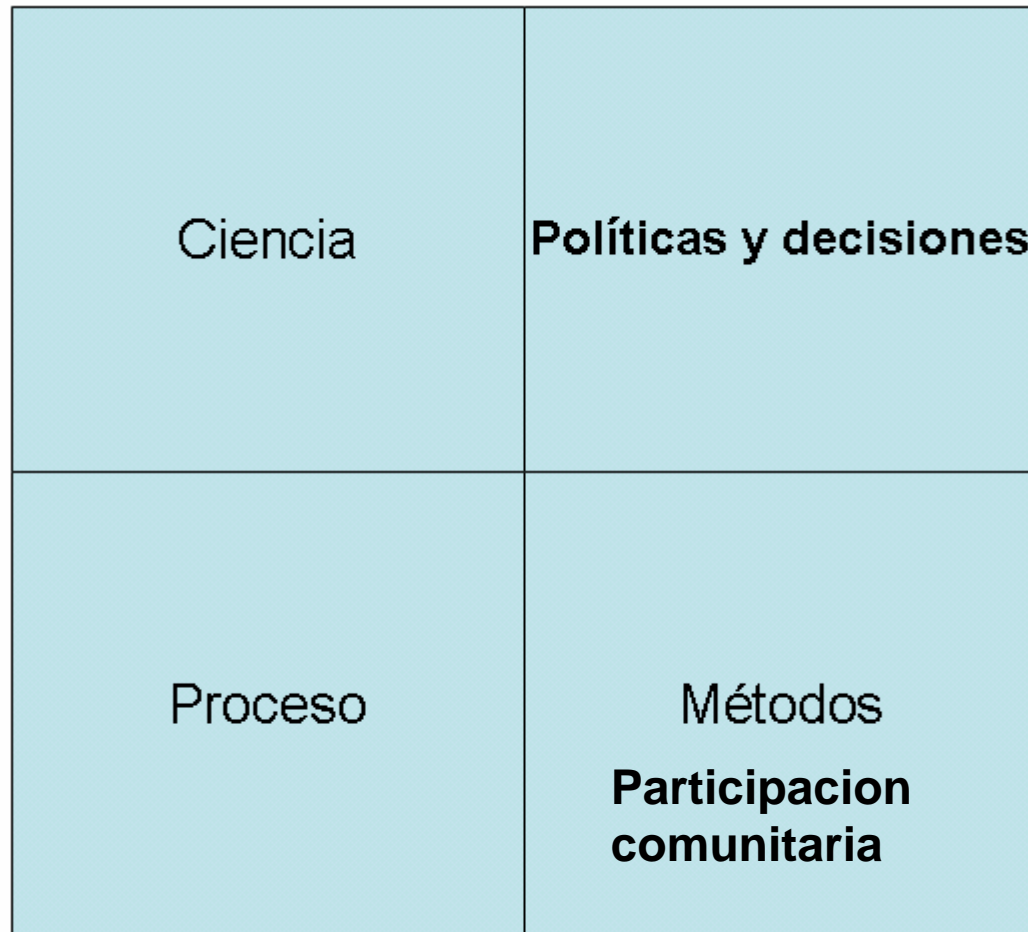 Ciencia
Políticas y decisiones
Proceso
Métodos
Participacion
comunitaria